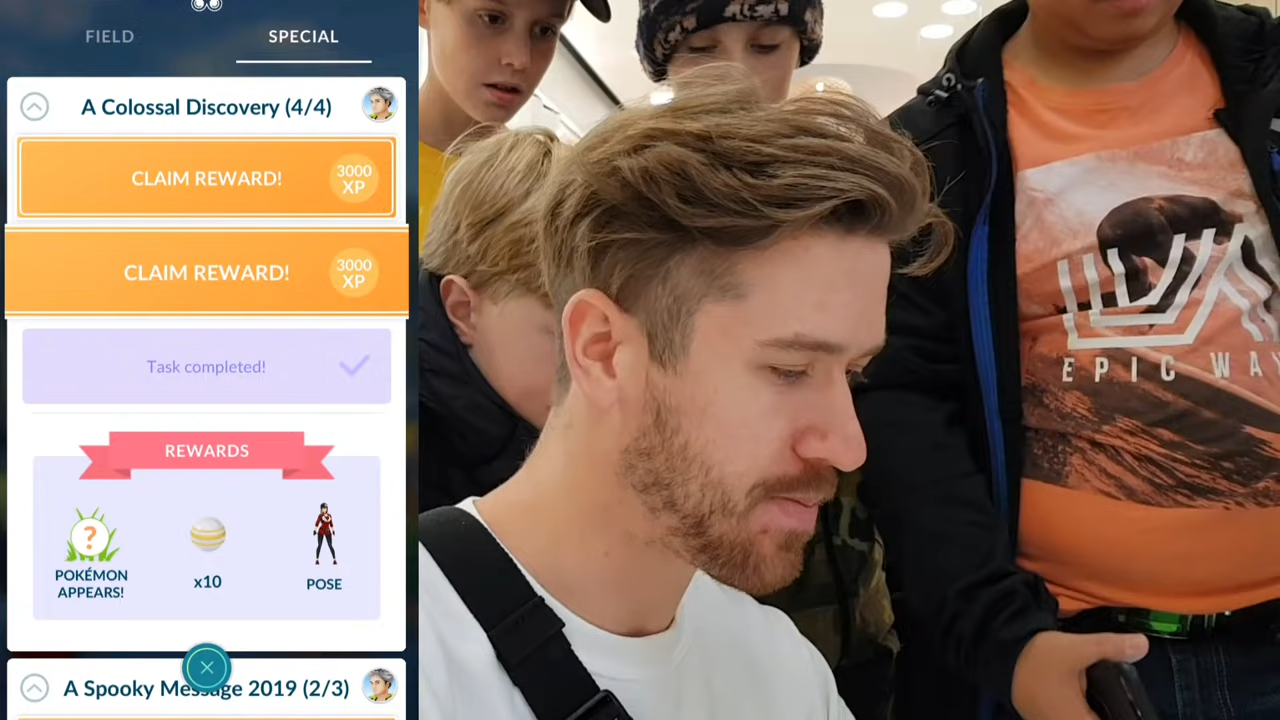 FIELD
SPECIAL
A Colossal Discovery (4/4)
CLAIM REWARD!
3000
XP
CLAIM REWARD!
3000
XP
Task completed!
REWARDS
?
POKÉMON
APPEARS!
x10
POSE
A Spooky Message 2019 (2/3)
EPIC WA